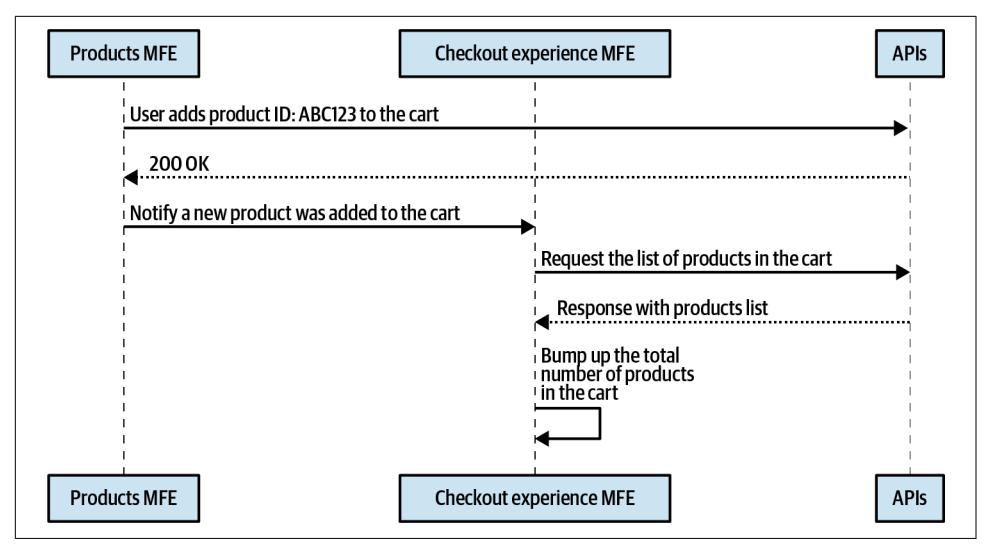 Products MFE
Checkout experience MFE
APIs
User adds product ID: ABC123 to the cart
200 OK
Notify a new product was added to the cart
Request the list of products in the cart
Response with products list
Bump up the total
number of products
in the cart
Products MFE
Checkout experience MFE
APIs